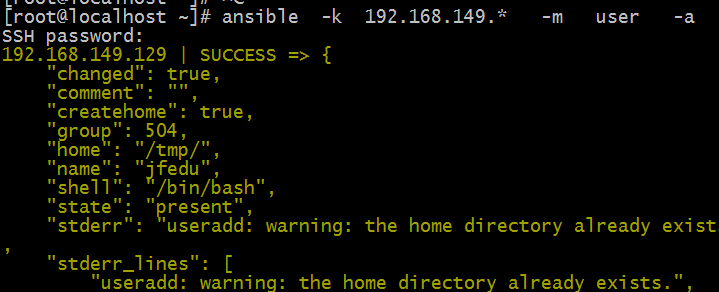 [root@localhost ~]# ^C
[root@localhost ~]# ansible -k 192.168.149.* -m user -a
SSH password:
192.168.149.129 | SUCCESS => {
    "changed": true,
    "comment": "",
    "createhome": true,
    "group": 504,
    "home": "/tmp/",
    "name": "jfedu",
    "shell": "/bin/bash",
    "state": "present",
    "stderr": "useradd: warning: the home directory already exist
,
    "stderr_lines": [
        "useradd: warning: the home directory already exists.",